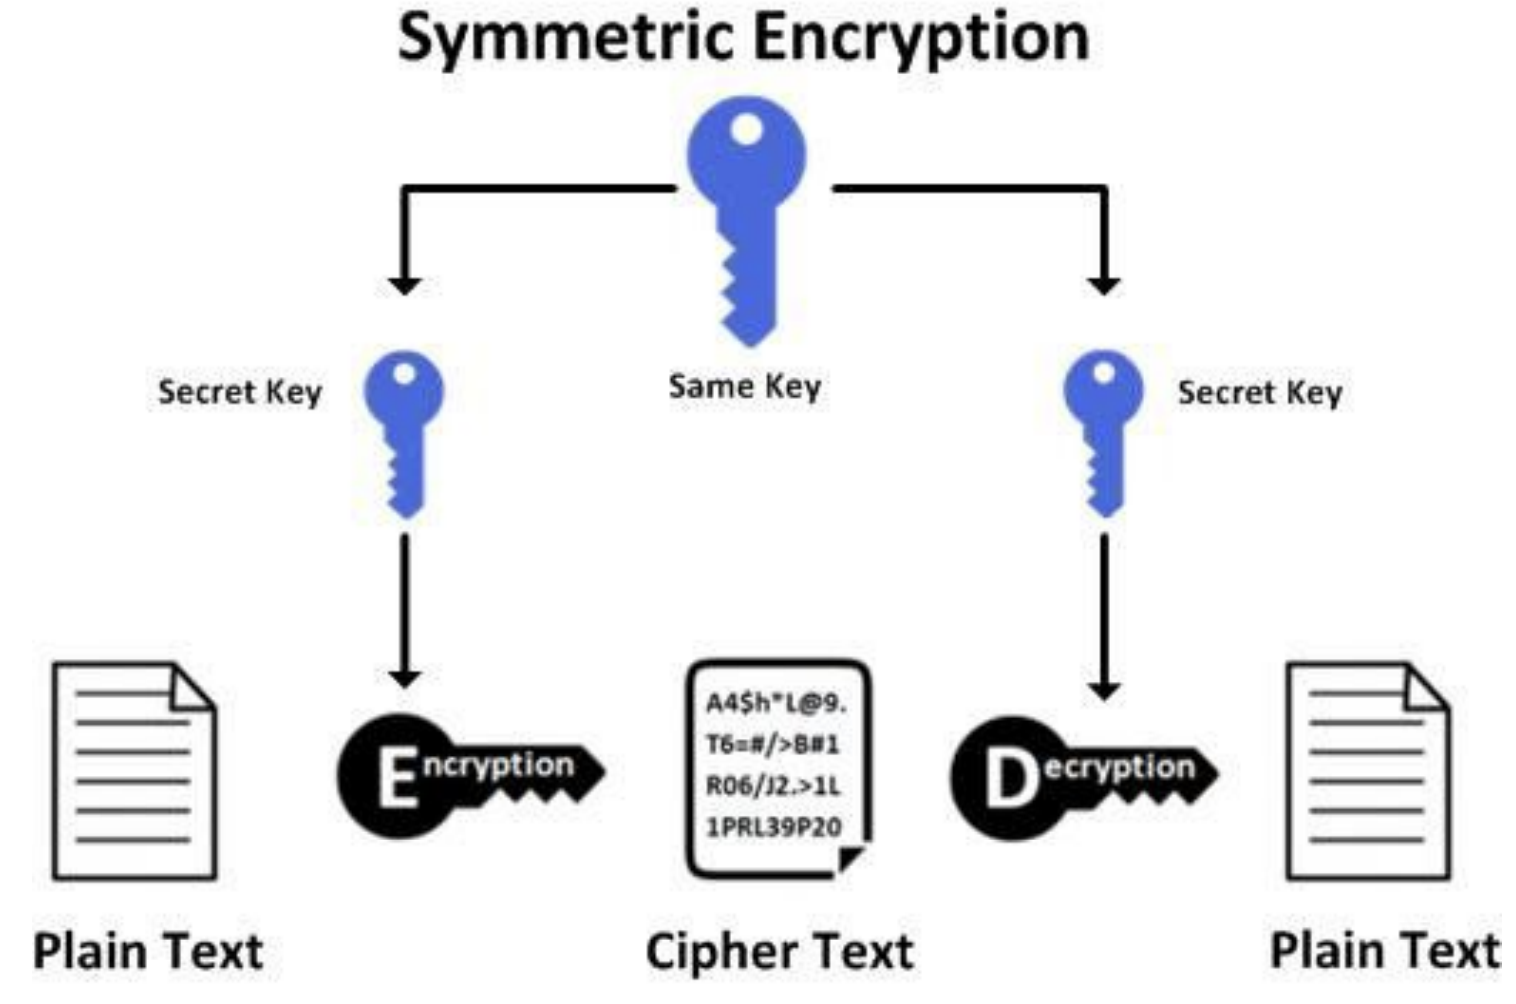 Symmetric Encryption
Secret Key
Same Key
Secret Key
Encryption
A4$h*L@9.
T6=#/>B#1
R06/J2.>1L
1PRL39P20
Decryption
Plain Text
Cipher Text
Plain Text